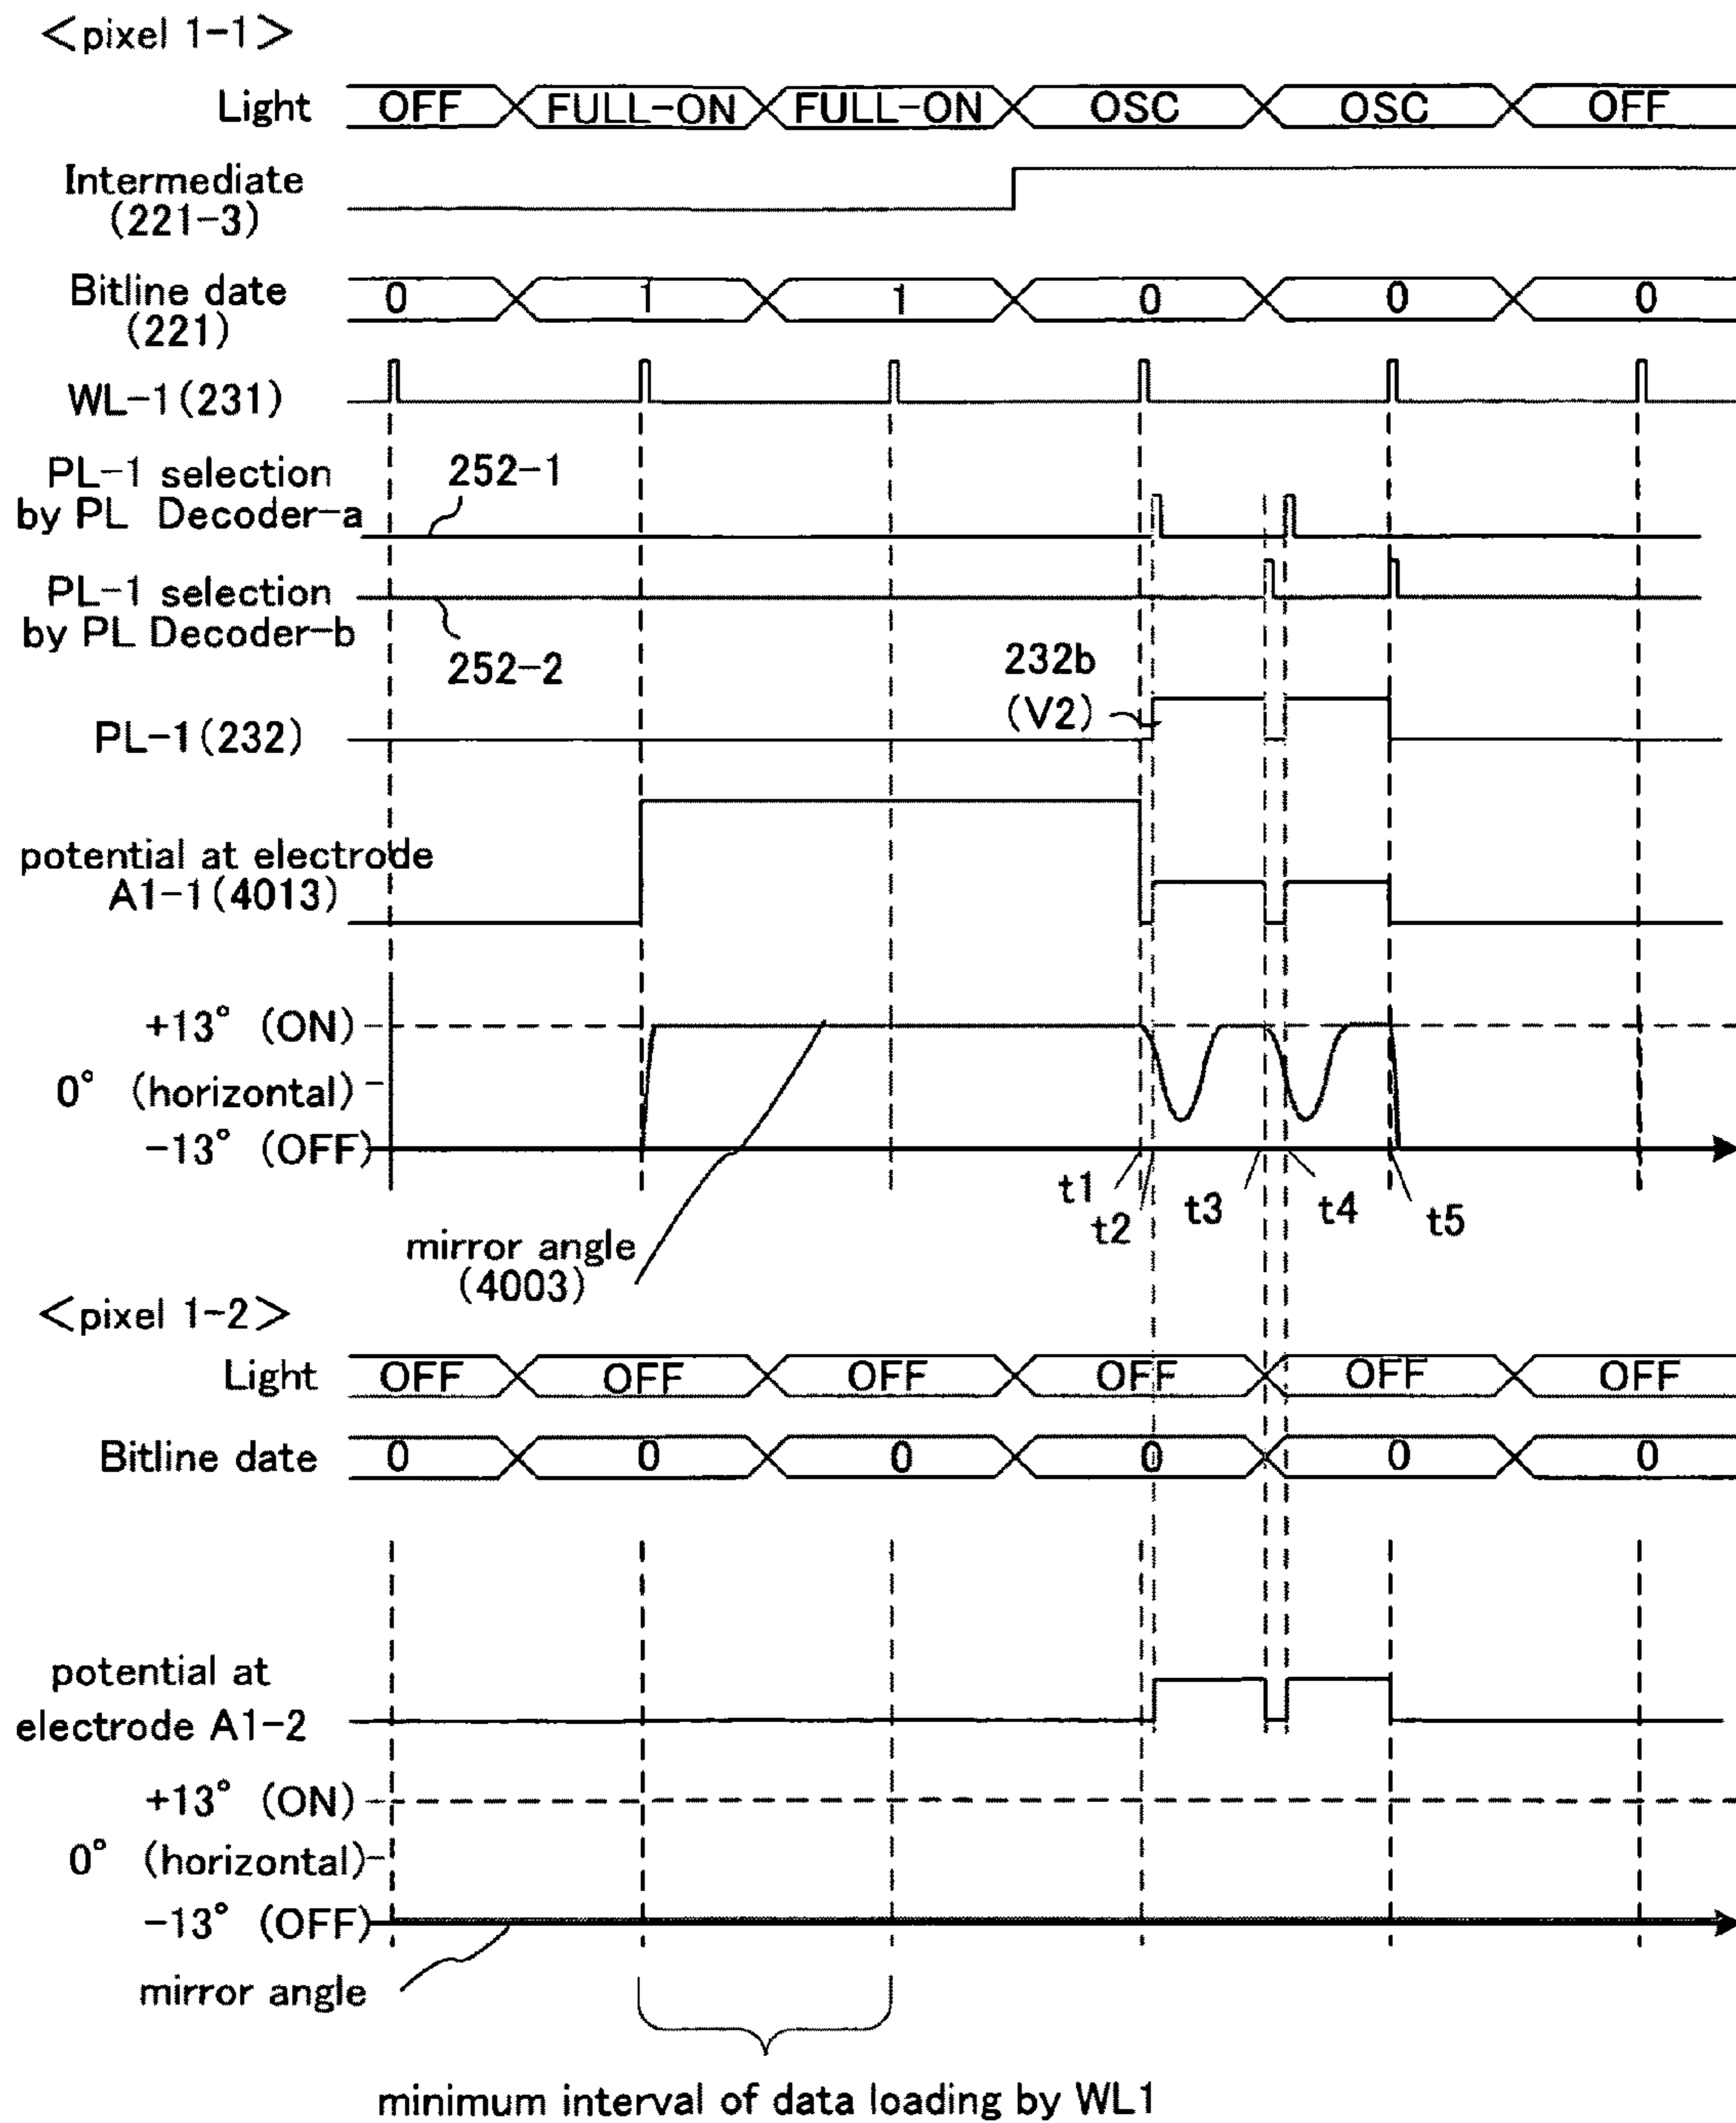 <pixel 1-1>
Light OFF FULL-ON FULL-ON OSC OSC OFF
Intermediate
(221-3)
Bitline date
(221)
0 1 1 0 0 0
WL-1(231)
PL-1 selection
by PL Decoder-a
252-1
PL-1 selection
by PL Decoder-b
252-2
232b
(V2)
PL-1(232)
potential at electrode
A1-1(4013)
+13° (ON)
0° (horizontal)
-13° (OFF)
t1
t2
t3
t4
t5
mirror angle
(4003)
<pixel 1-2>
Light OFF OFF OFF OFF OFF OFF
Bitline date 0 0 0 0 0 0
potential at
electrode A1-2
+13° (ON)
0° (horizontal)
-13° (OFF)
mirror angle
minimum interval of data loading by WL1